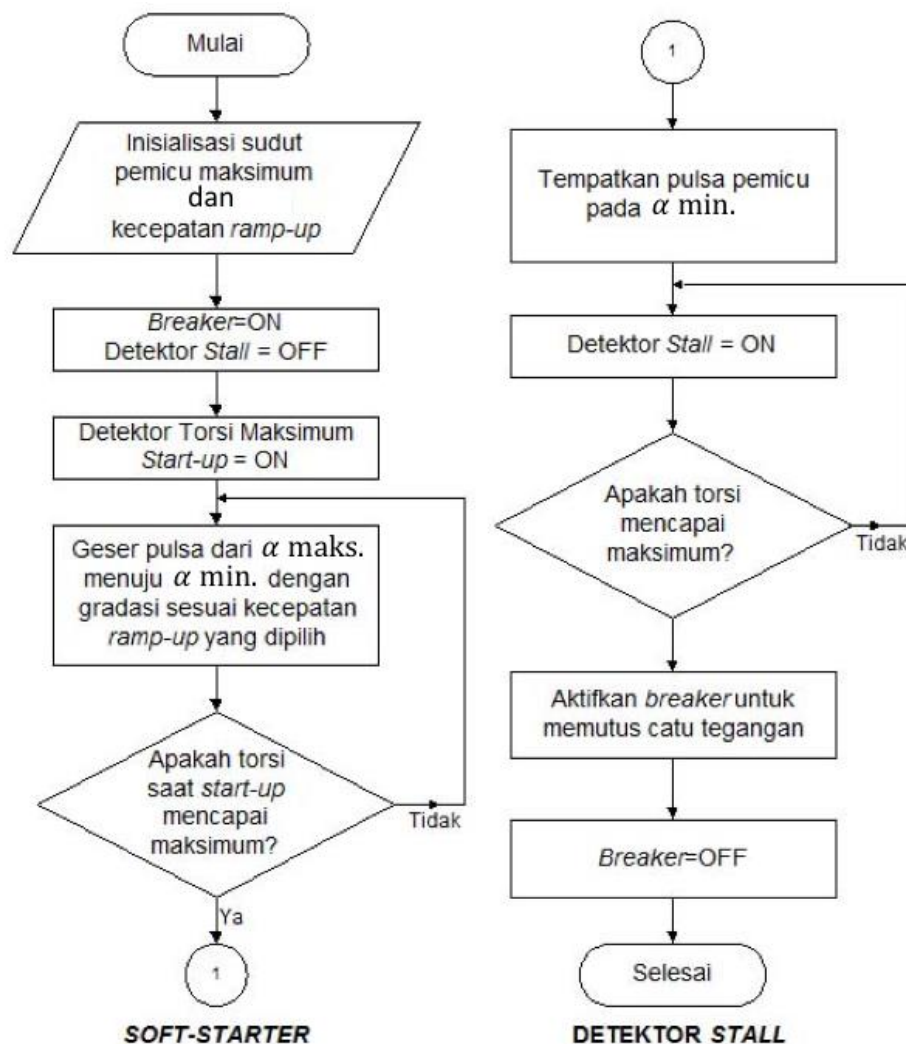 Mulai
Inisialisasi sudut
pemicu maksimum
dan
kecepatan ramp-up
Breaker=ON
Detektor Stall = OFF
Detektor Torsi Maksimum
Start-up = ON
Geser pulsa dari α maks.
menuju α min. dengan
gradasi sesuai kecepatan
ramp-up yang dipilih
Apakah torsi
saat start-up
mencapai
maksimum?
Tidak
Ya
1
SOFT-STARTER
1
Tempatkan pulsa pemicu
pada α min.
Detektor Stall = ON
Apakah torsi
mencapai
maksimum?
Tidak
Aktifkan breaker untuk
memutus catu tegangan
Breaker=OFF
Selesai
DETEKTOR STALL